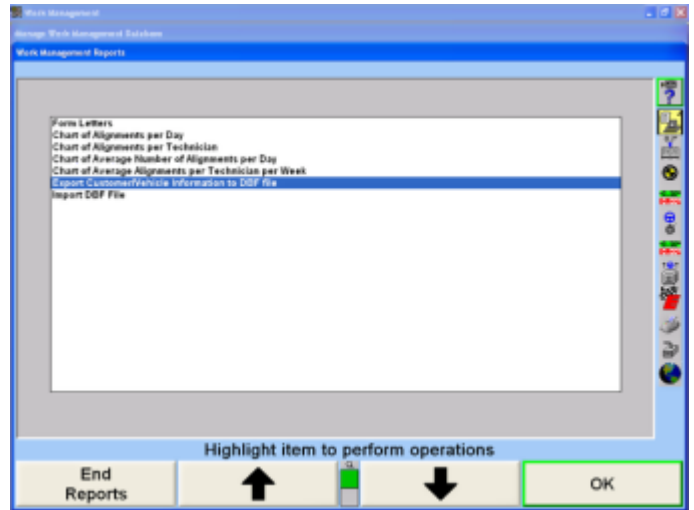 Work Management
Manage Work Management Database
Work Management Reports
Form Letters
Chart of Alignments per Day
Chart of Alignments per Technician
Chart of Average Number of Alignments per Day
Chart of Average Alignments per Technician per Week
Export Customer/Vehicle Information to DBF file
Import DBF File
Highlight item to perform operations
End
Reports
OK